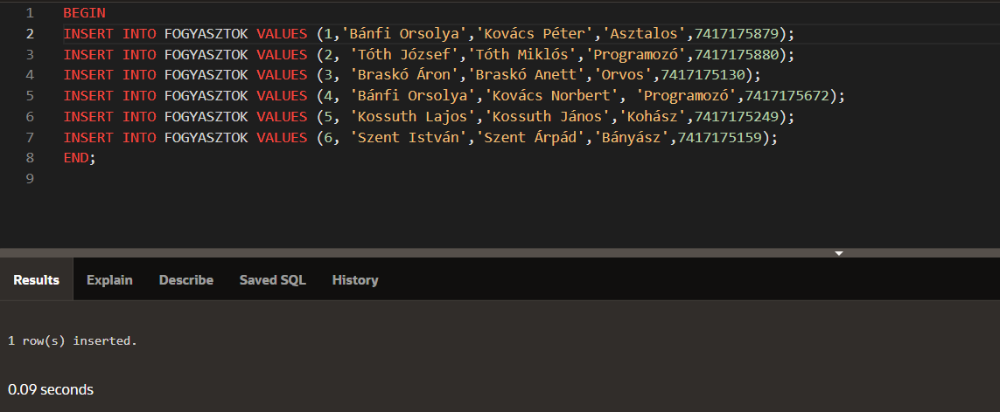 1 BEGIN
2 INSERT INTO FOGYASZTOK VALUES (1,'Bánfi Orsolya','Kovács Péter','Asztalos',7417175879);
3 INSERT INTO FOGYASZTOK VALUES (2, 'Tóth József','Tóth Miklós','Programozó',7417175880);
4 INSERT INTO FOGYASZTOK VALUES (3, 'Braskó Áron','Braskó Anett','Orvos',7417175130);
5 INSERT INTO FOGYASZTOK VALUES (4, 'Bánfi Orsolya','Kovács Norbert', 'Programozó',7417175672);
6 INSERT INTO FOGYASZTOK VALUES (5, 'Kossuth Lajos','Kossuth János','Kohász',7417175249);
7 INSERT INTO FOGYASZTOK VALUES (6, 'Szent István','Szent Árpád','Bányász',7417175159);
8 END;
9
Results Explain Describe Saved SQL History
1 row(s) inserted.
0.09 seconds